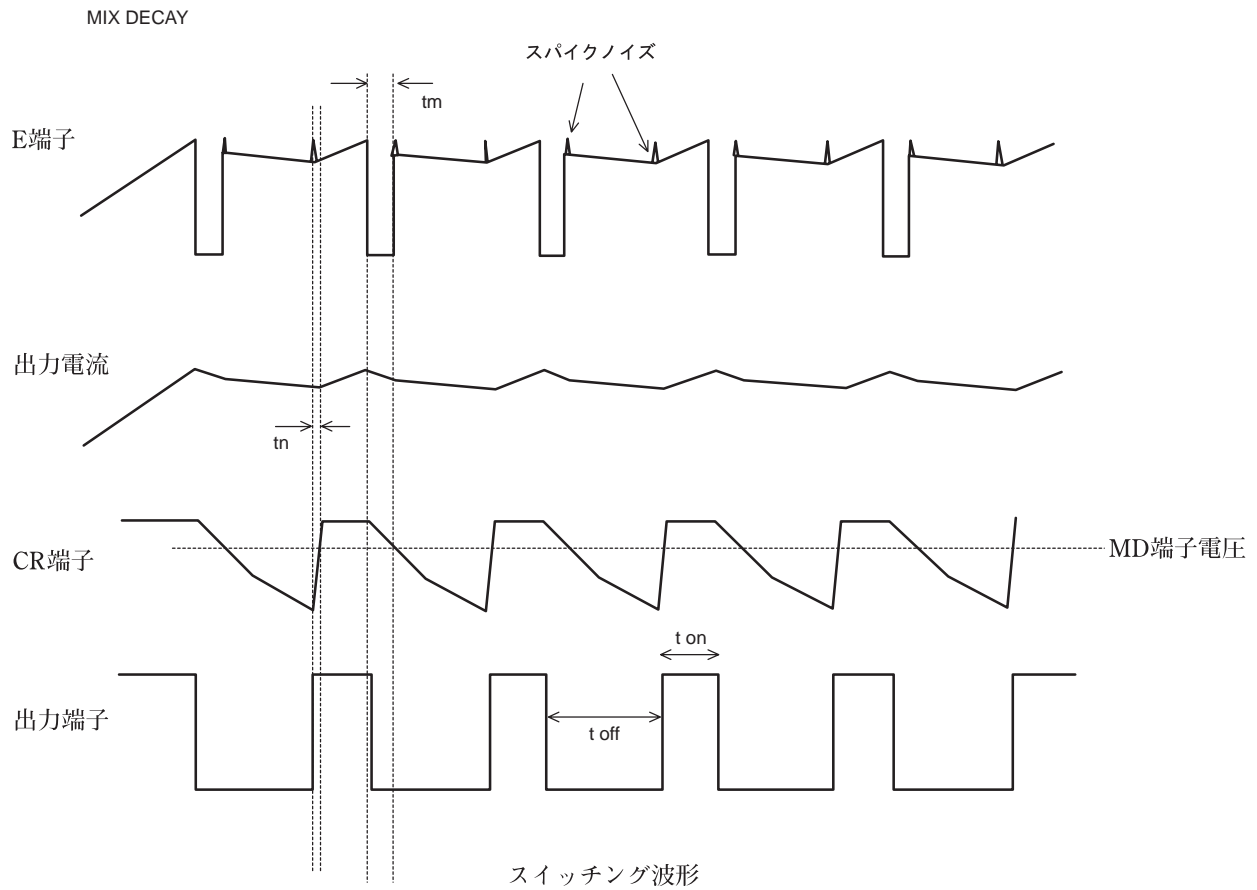 MIX DECAY
スパイクノイズ
tm
E端子
出力電流
tn
CR端子
MD端子電圧
t on
出力端子
t off
スイッチング波形